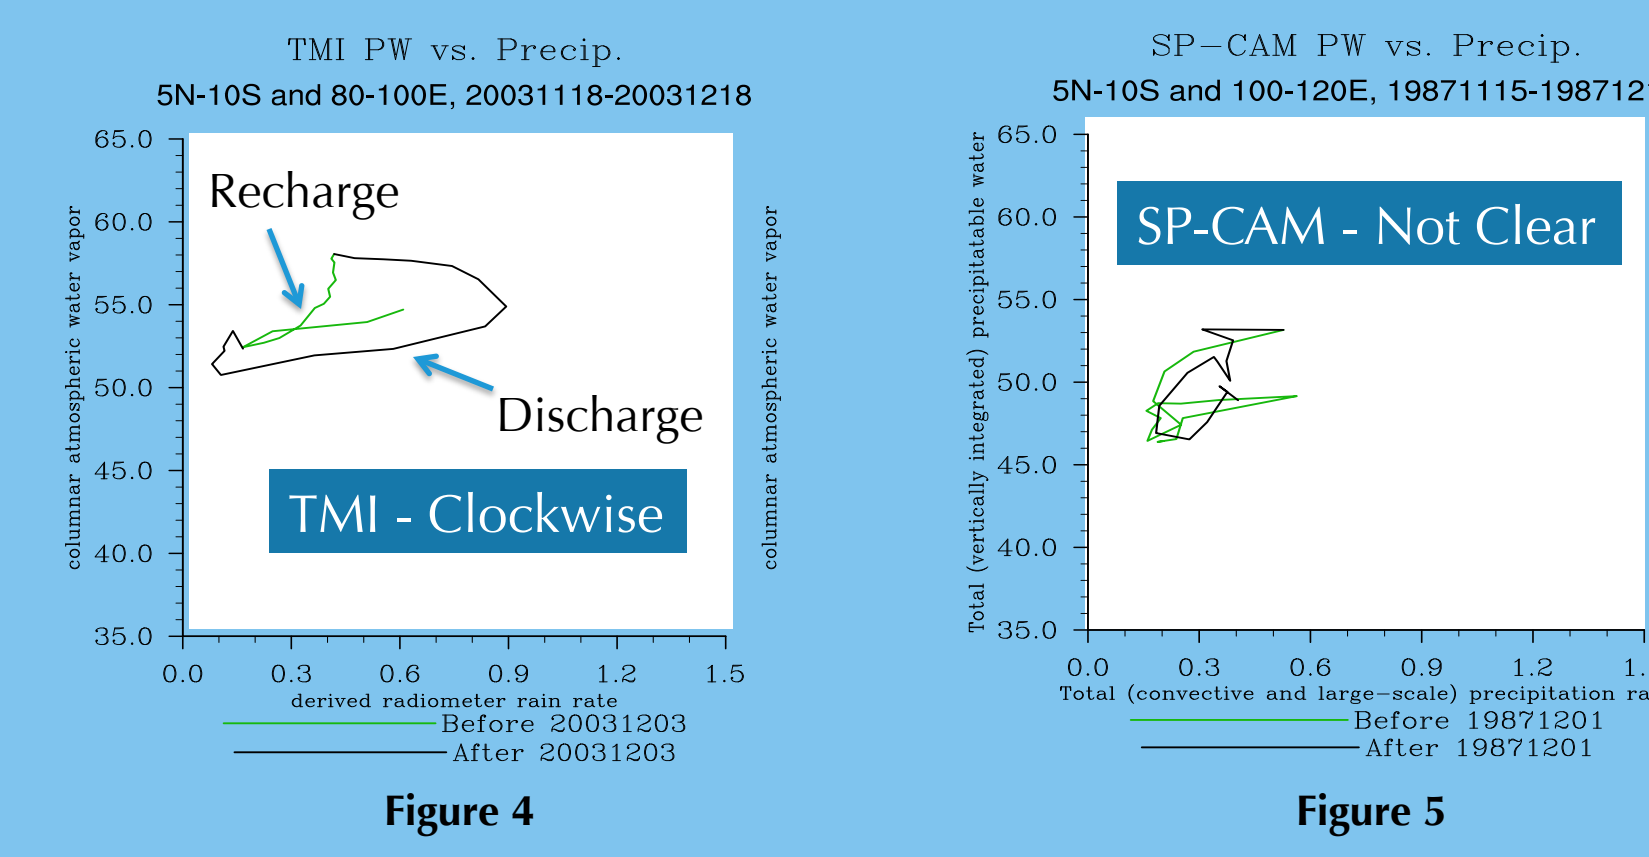 TMI PW vs. Precip.
5N-10S and 80-100E, 20031118-20031218
65.0
60.0
55.0
50.0
45.0
40.0
35.0
columnar atmospheric water vapor
Recharge
Discharge
TMI - Clockwise
columnar atmospheric water vapor
0.0 0.3 0.6 0.9 1.2 1.5
derived radiometer rain rate
Before 20031203
After 20031203
Figure 4
SP-CAM PW vs. Precip.
5N-10S and 100-120E, 19871115-1987121
Total (vertically integrated) precipitatable water
65.0
60.0
55.0
50.0
45.0
40.0
35.0
SP-CAM - Not Clear
0.0 0.3 0.6 0.9 1.2 1.
Total (convective and large-scale) precipitation ra
Before 19871201
After 19871201
Figure 5